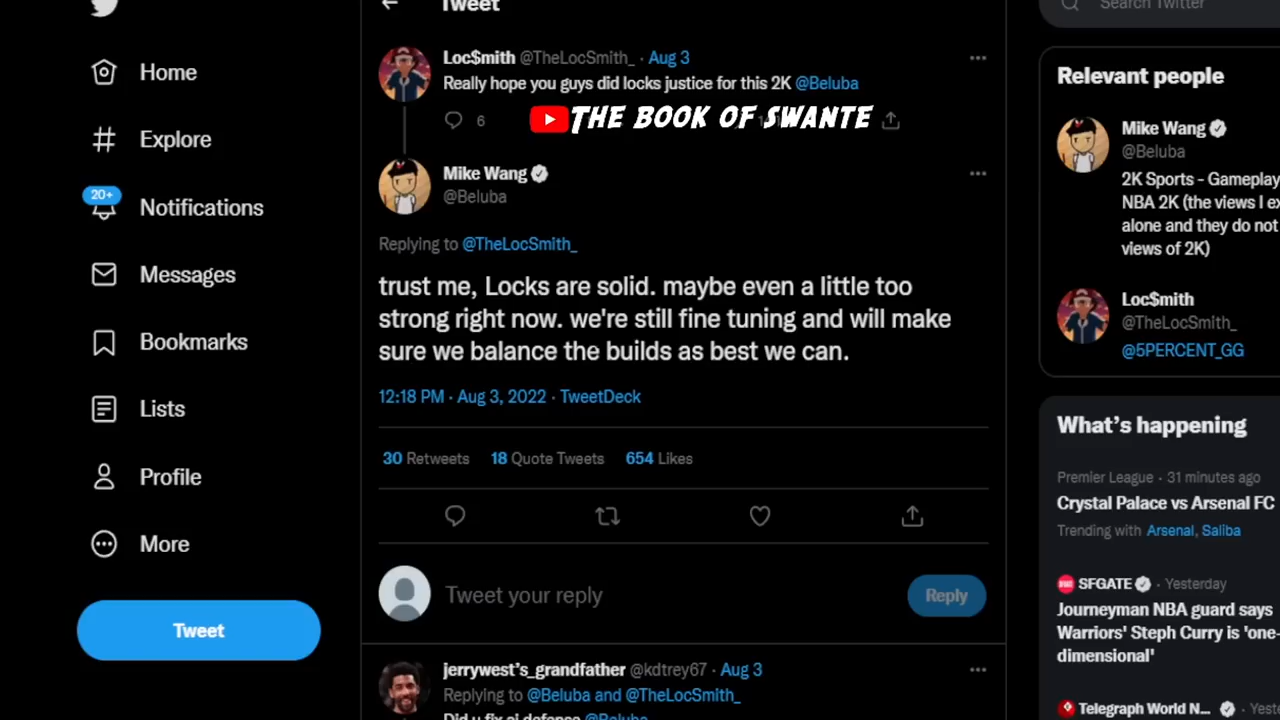 Tweet
Search Twitter
Home
Explore
20+
Notifications
Messages
Bookmarks
Lists
Profile
More
Tweet
Loc$mith @TheLocSmith_ · Aug 3
Really hope you guys did locks justice for this 2K @Beluba
6
THE BOOK OF SWANTE
Mike Wang
@Beluba
Replying to @TheLocSmith_
trust me, Locks are solid. maybe even a little too
strong right now. we're still fine tuning and will make
sure we balance the builds as best we can.
12:18 PM · Aug 3, 2022 · TweetDeck
30 Retweets 18 Quote Tweets 654 Likes
Tweet your reply
Reply
jerrywest's_grandfather @kdtrey67 · Aug 3
Replying to @Beluba and @TheLocSmith_
Did u fix ai defense @Beluba
Relevant people
Mike Wang
@Beluba
2K Sports - Gameplay
NBA 2K (the views I
alone and they do not
views of 2K)
Loc$mith
@TheLocSmith_
@5PERCENT_GG
What's happening
Premier League · 31 minutes ago
Crystal Palace vs Arsenal FC
Trending with Arsenal, Saliba
SFGATE · Yesterday
Journeyman NBA guard says
Warriors' Steph Curry is 'one-
dimensional'
Telegraph World N...